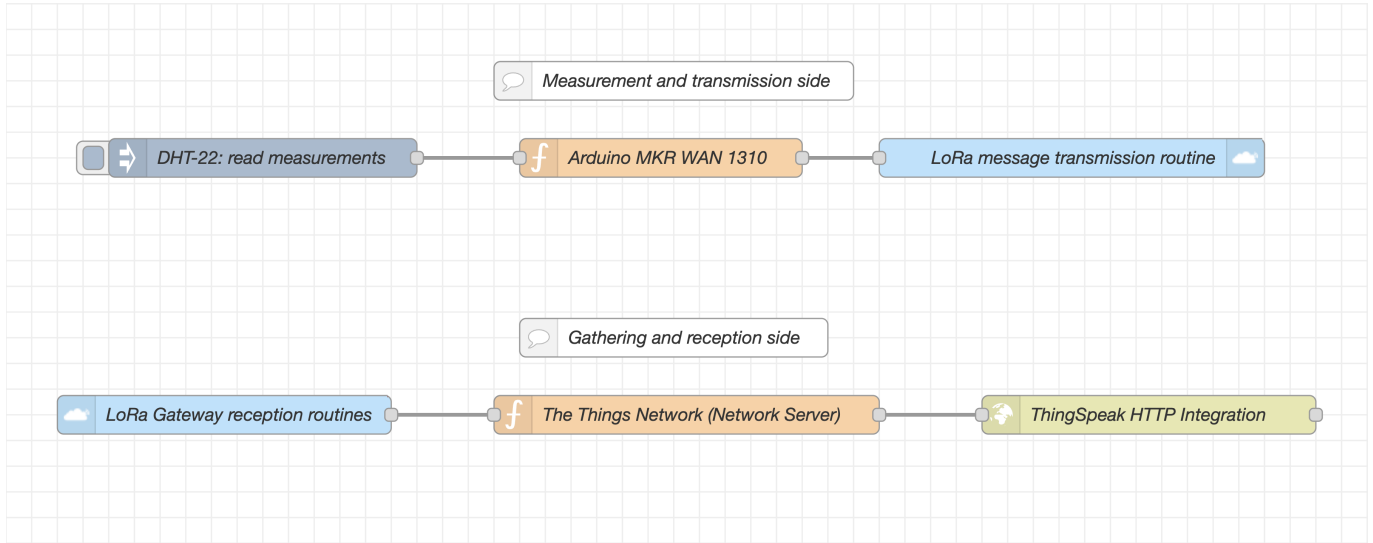 Measurement and transmission side
DHT-22: read measurements
Arduino MKR WAN 1310
LoRa message transmission routine
Gathering and reception side
LoRa Gateway reception routines
The Things Network (Network Server)
ThingSpeak HTTP Integration